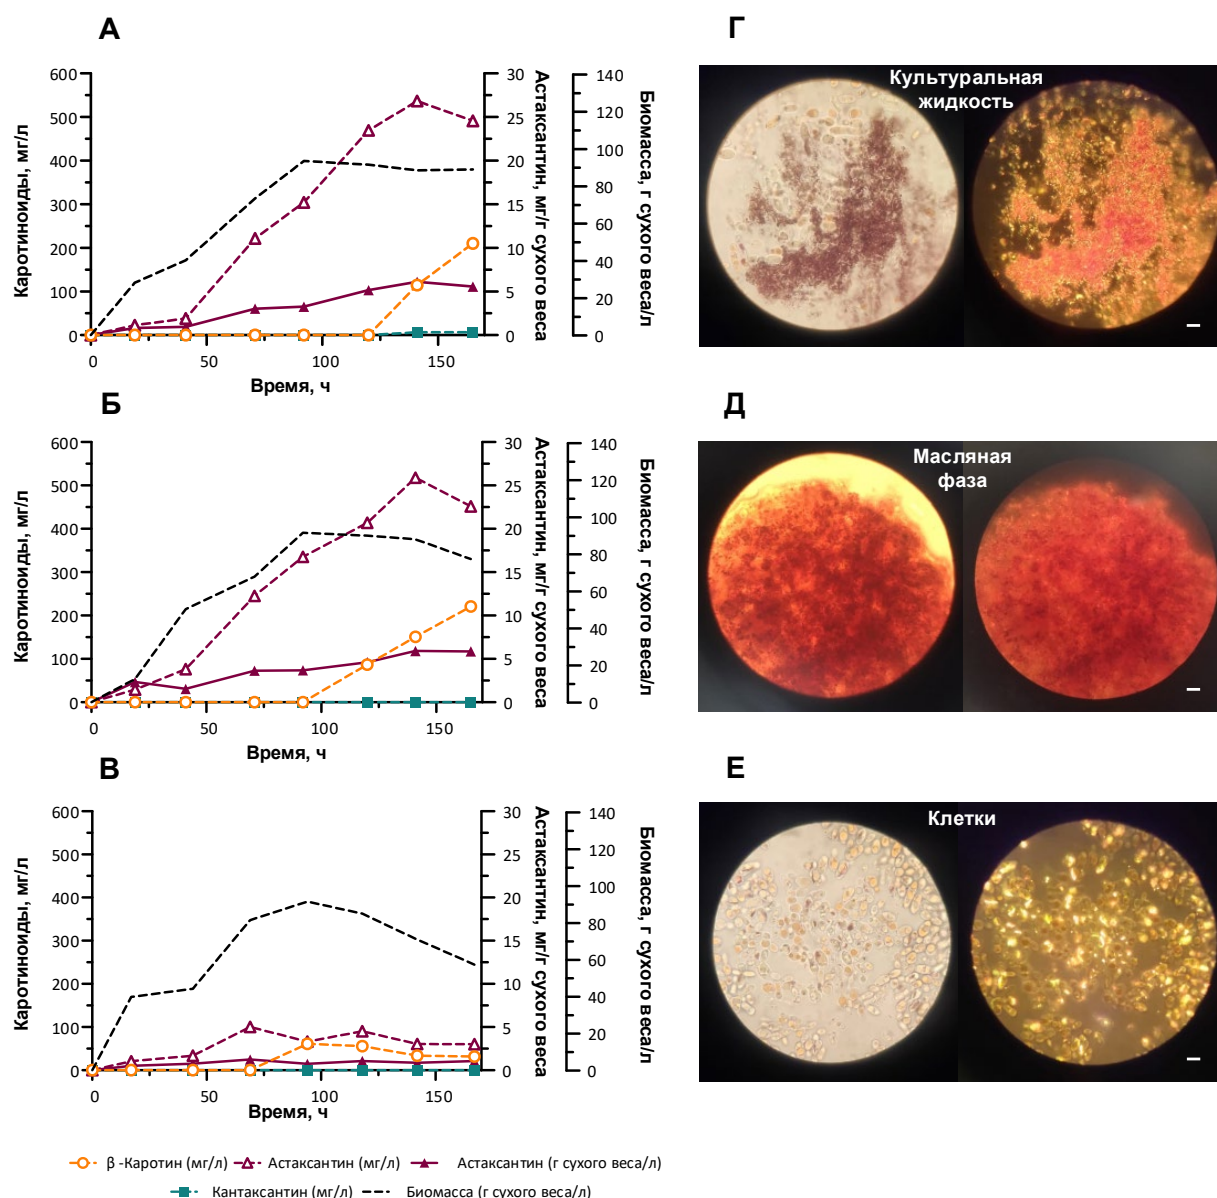 А
Каротиноиды, мг/л
600
500
400
300
200
100
0
0
50
100
150
Время, ч
30
25
20
15
10
5
0
Астаксантин, мг/г сухого веса
140
120
100
80
60
40
20
0
Биомасса, г сухого веса/л
Б
Каротиноиды, мг/л
600
500
400
300
200
100
0
0
50
100
150
Время, ч
30
25
20
15
10
5
0
Астаксантин, мг/г сухого веса
140
120
100
80
60
40
20
0
Биомасса, г сухого веса/л
В
Каротиноиды, мг/л
600
500
400
300
200
100
0
0
50
100
150
Время, ч
30
25
20
15
10
5
0
Астаксантин, мг/г сухого веса
140
120
100
80
60
40
20
0
Биомасса, г сухого веса/л
β -Каротин (мг/л)
Астаксантин (мг/л)
Астаксантин (г сухого веса/л)
Кантаксантин (мг/л)
Биомасса (г сухого веса/л)
Г
Культуральная
жидкость
Д
Масляная
фаза
Е
Клетки